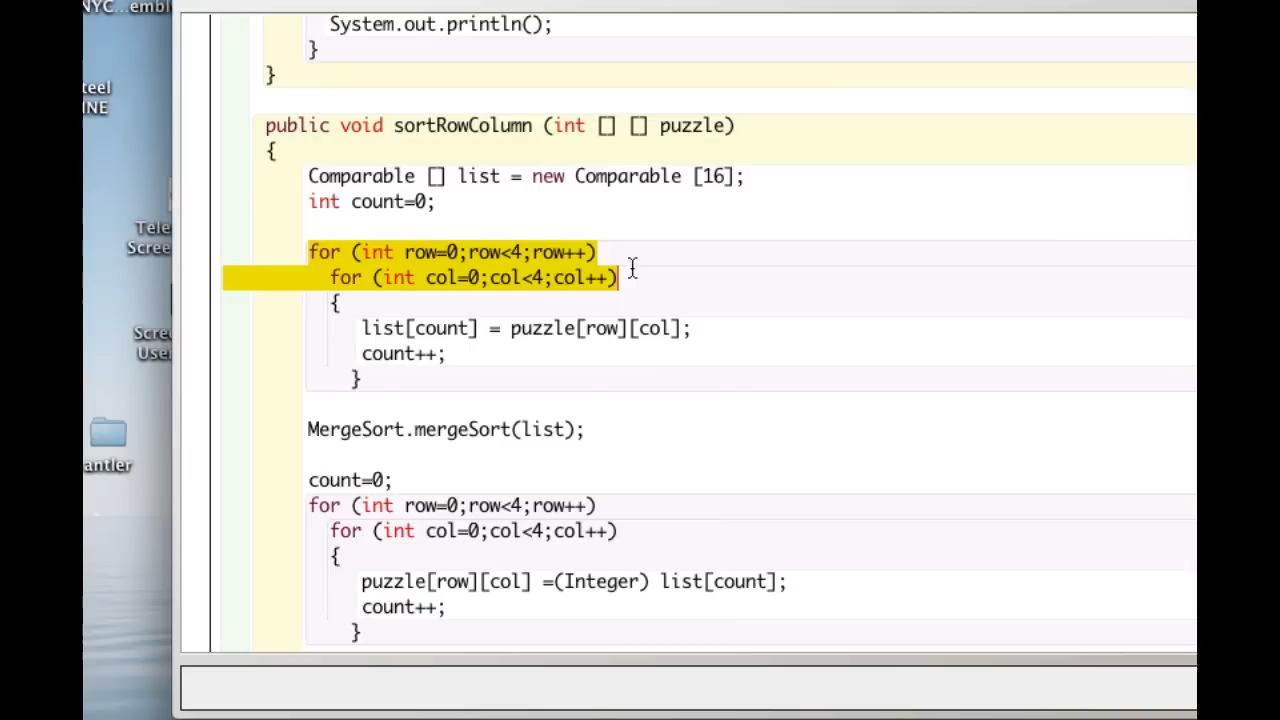 NYC...embl
teel
INE
Tele
Scree
Scre
Use
antler
System.out.println();
}
}
public void sortRowColumn (int [] [] puzzle)
{
Comparable [] list = new Comparable [16];
int count=0;
for (int row=0;row<4;row++)
for (int col=0;col<4;col++)
{
list[count] = puzzle[row][col];
count++;
}
MergeSort.mergeSort(list);
count=0;
for (int row=0;row<4;row++)
for (int col=0;col<4;col++)
{
puzzle[row][col] =(Integer) list[count];
count++;
}